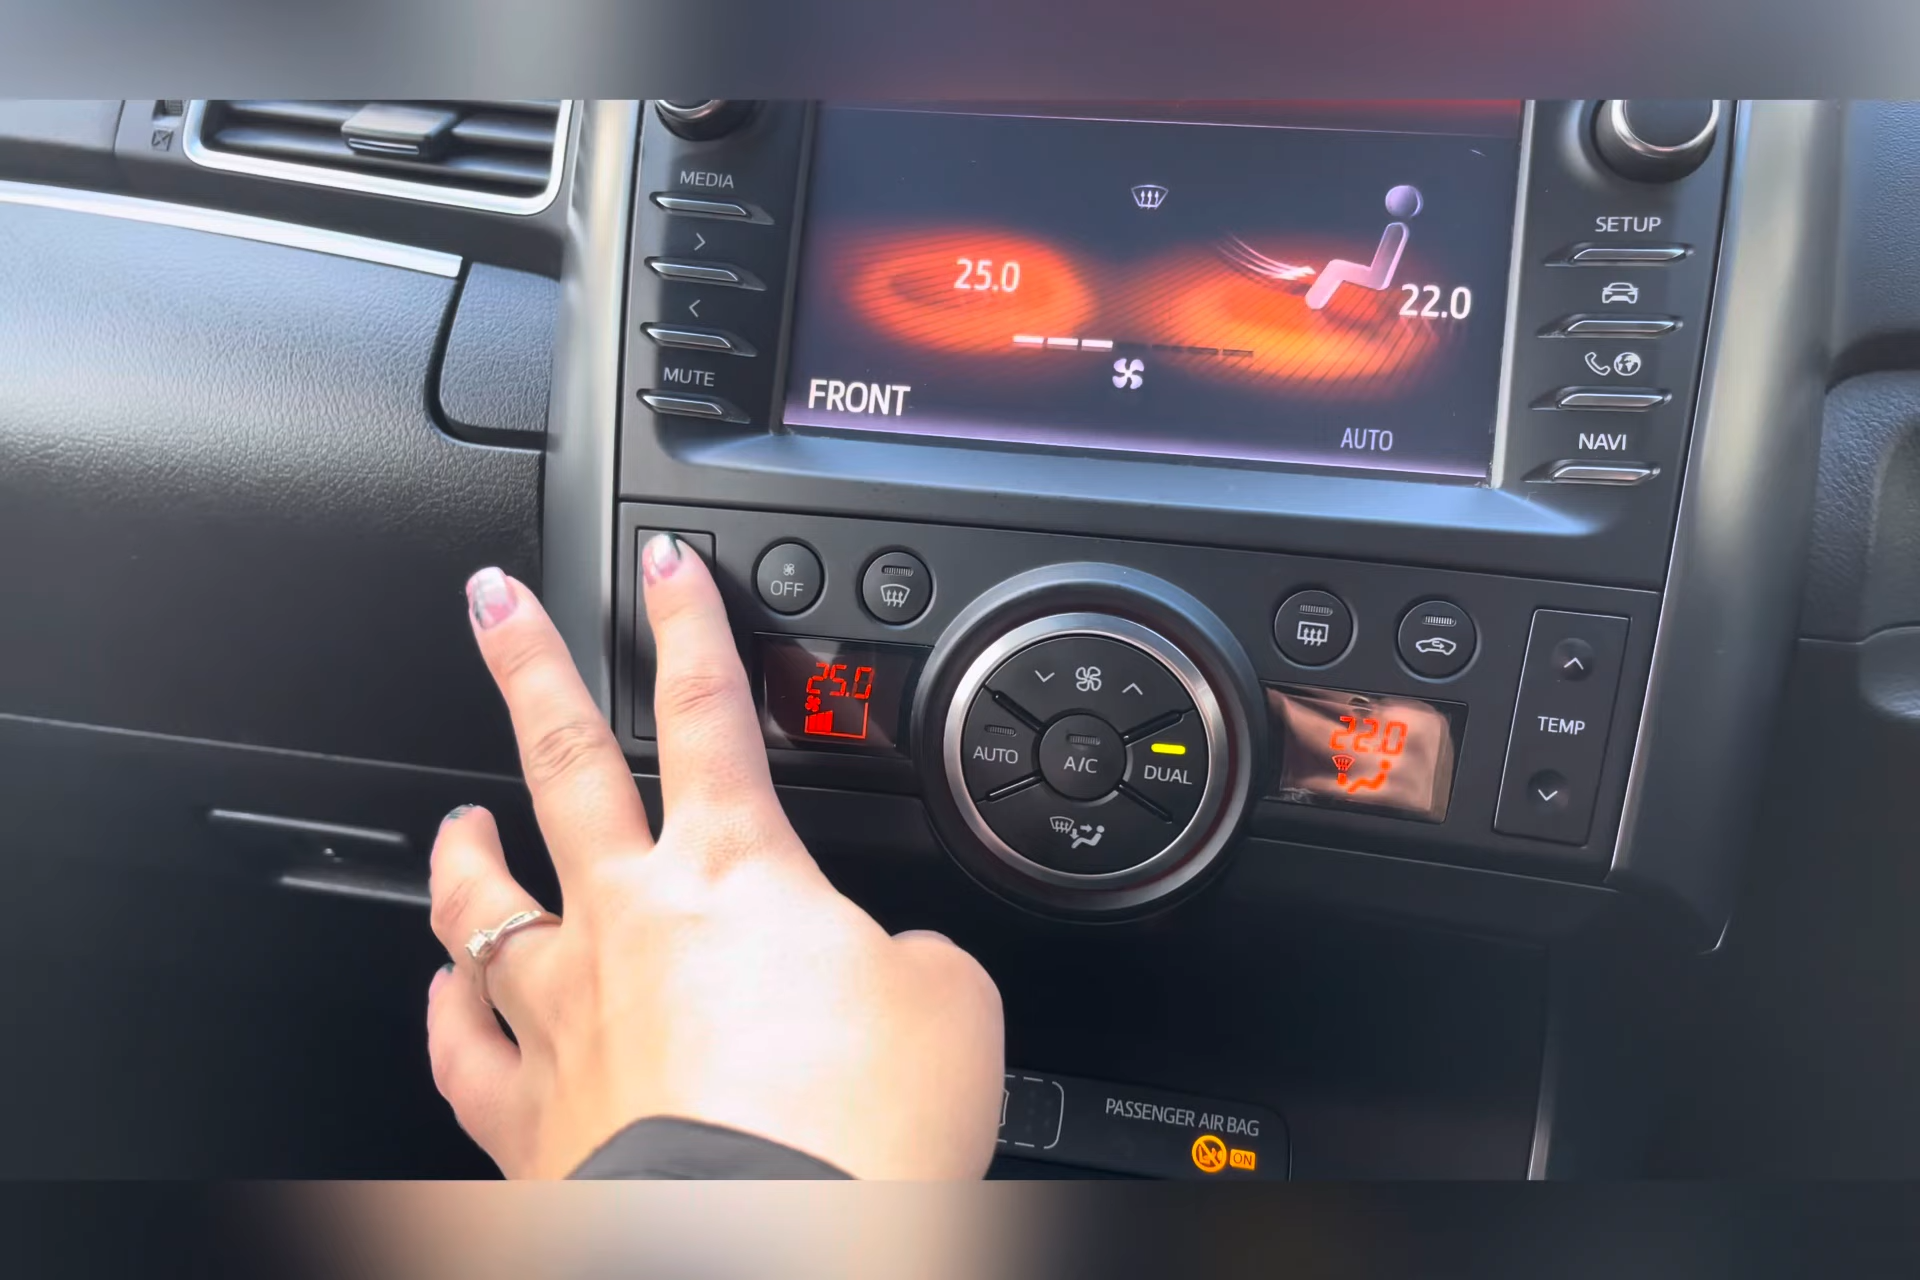 MEDIA
>
<
MUTE
25.0
22.0
FRONT
AUTO
SETUP
NAVI
OFF
25.0
AUTO
A/C
DUAL
22.0
TEMP
PASSENGER AIR BAG
ON